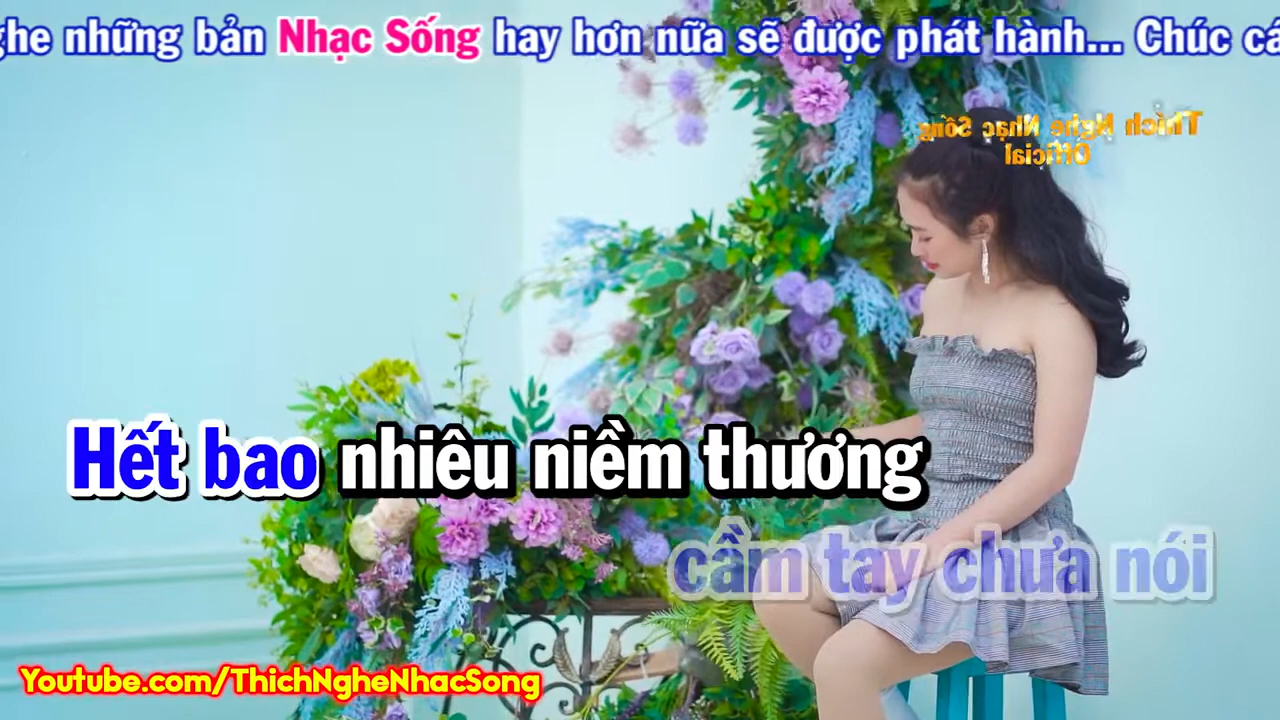 ghe những bản Nhạc Sống hay hơn nữa sẽ được phát hành... Chúc cá
Thích Nghe Nhạc Sống
Official
Hết bao nhiêu niềm thương
cầm tay chưa nói
Youtube.com/ThichNgheNhacSong